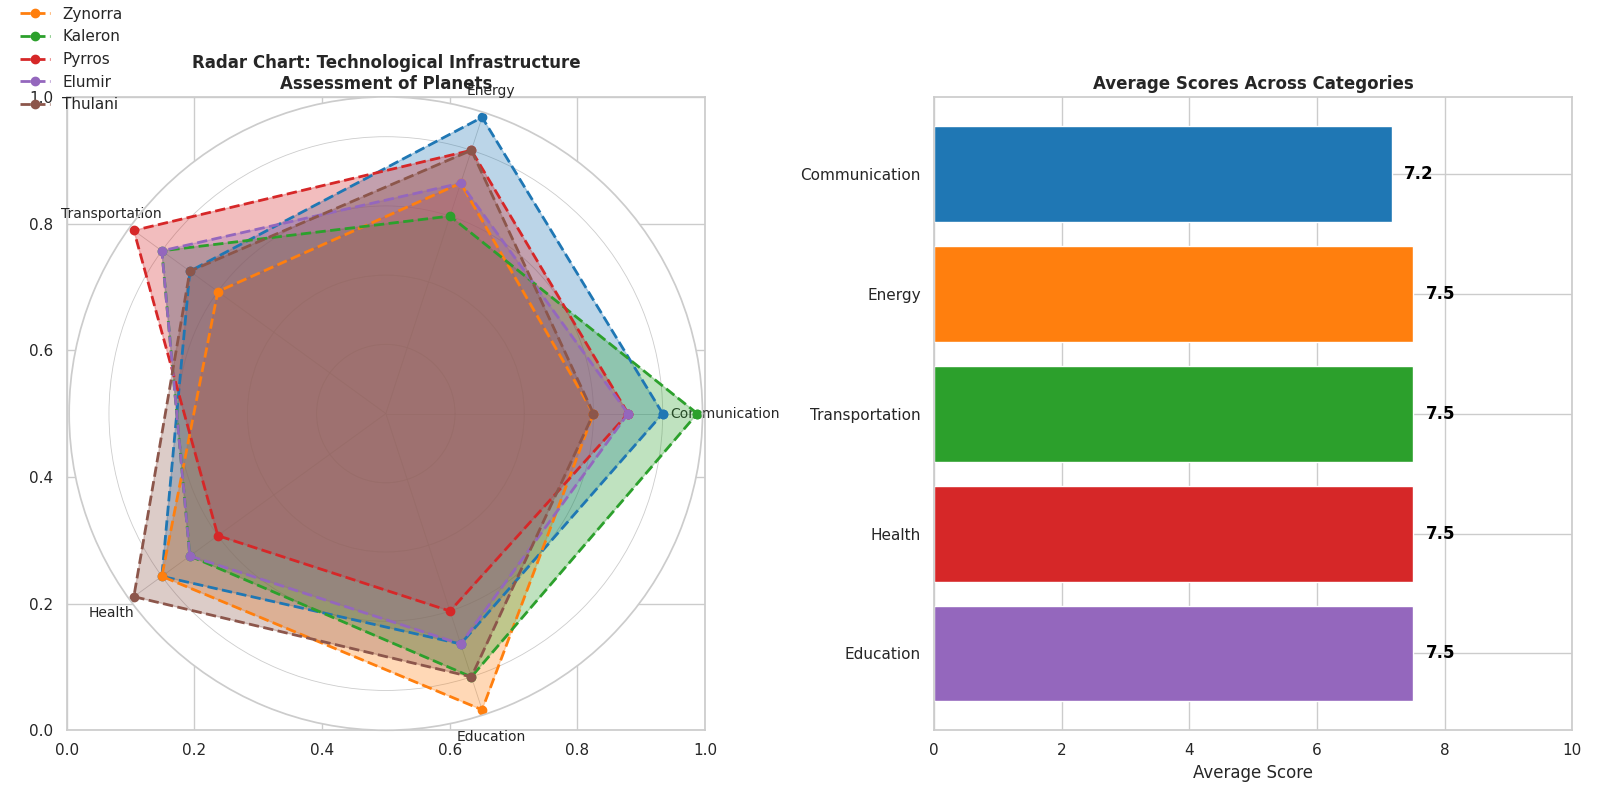 Zynorra
Kaleron
Pyrros
Elumir
Thulani
Radar Chart: Technological Infrastructure
Assessment of Planets
Energy
Transportation
Communication
Health
Education
1.0
0.8
0.6
0.4
0.2
0.0
0.0 0.2 0.4 0.6 0.8 1.0
Average Scores Across Categories
Communication 7.2
Energy 7.5
Transportation 7.5
Health 7.5
Education 7.5
0 2 4 6 8 10
Average Score